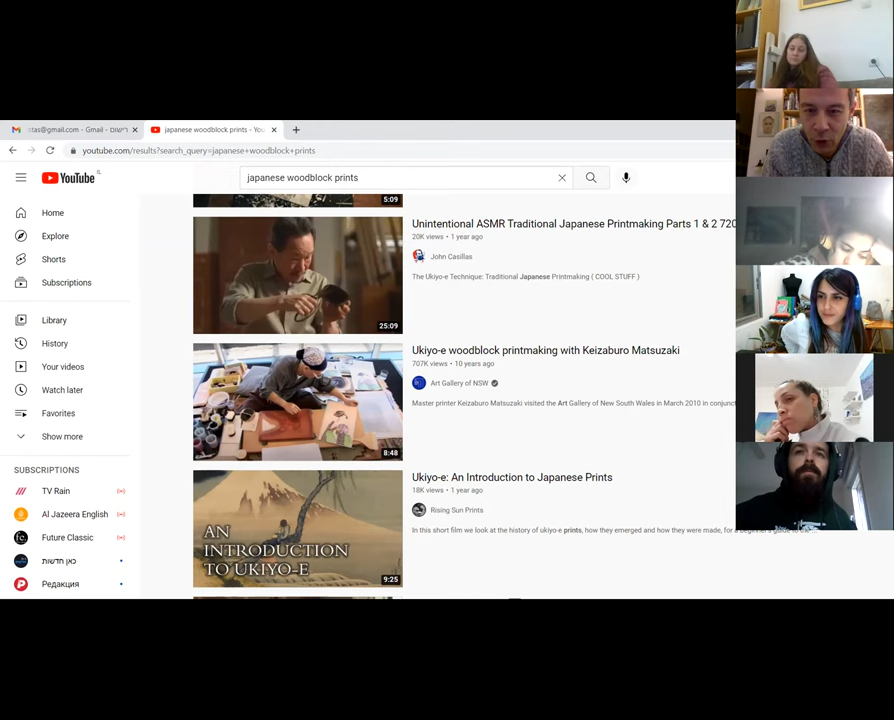 stas@gmail.com - Gmail - רישום
japanese woodblock prints - You
youtube.com/results?search_query=japanese+woodblock+prints
YouTube
IL
japanese woodblock prints
Home
Explore
Shorts
Subscriptions
Library
History
Your videos
Watch later
Favorites
Show more
SUBSCRIPTIONS
TV Rain
Al Jazeera English
Future Classic
fc.
כאן חדשות
Редакция
5:09
25:09
Unintentional ASMR Traditional Japanese Printmaking Parts 1 & 2 720
20K views • 1 year ago
John Casillas
The Ukiyo-e Technique: Traditional Japanese Printmaking ( COOL STUFF )
8:48
Ukiyo-e woodblock printmaking with Keizaburo Matsuzaki
707K views • 10 years ago
Art Gallery of NSW
Master printer Keizaburo Matsuzaki visited the Art Gallery of New South Wales in March 2010 in conjunct
AN
INTRODUCTION
TO UKIYO-E
9:25
Ukiyo-e: An Introduction to Japanese Prints
18K views • 1 year ago
Rising Sun Prints
In this short film we look at the history of ukiyo-e prints, how they emerged and how they were made, for a